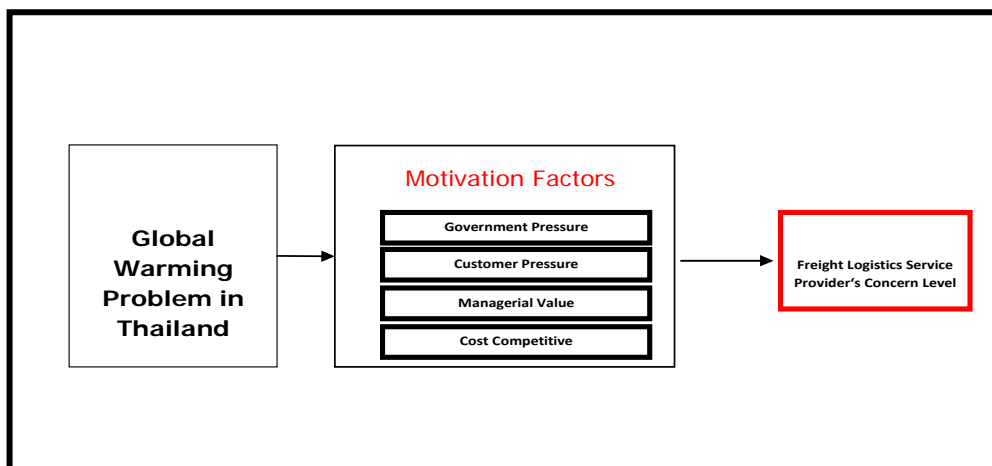 Global
Warming
Problem in
Thailand
Motivation Factors
Government Pressure
Customer Pressure
Managerial Value
Cost Competitive
Freight Logistics Service
Provider‘s Concern Level